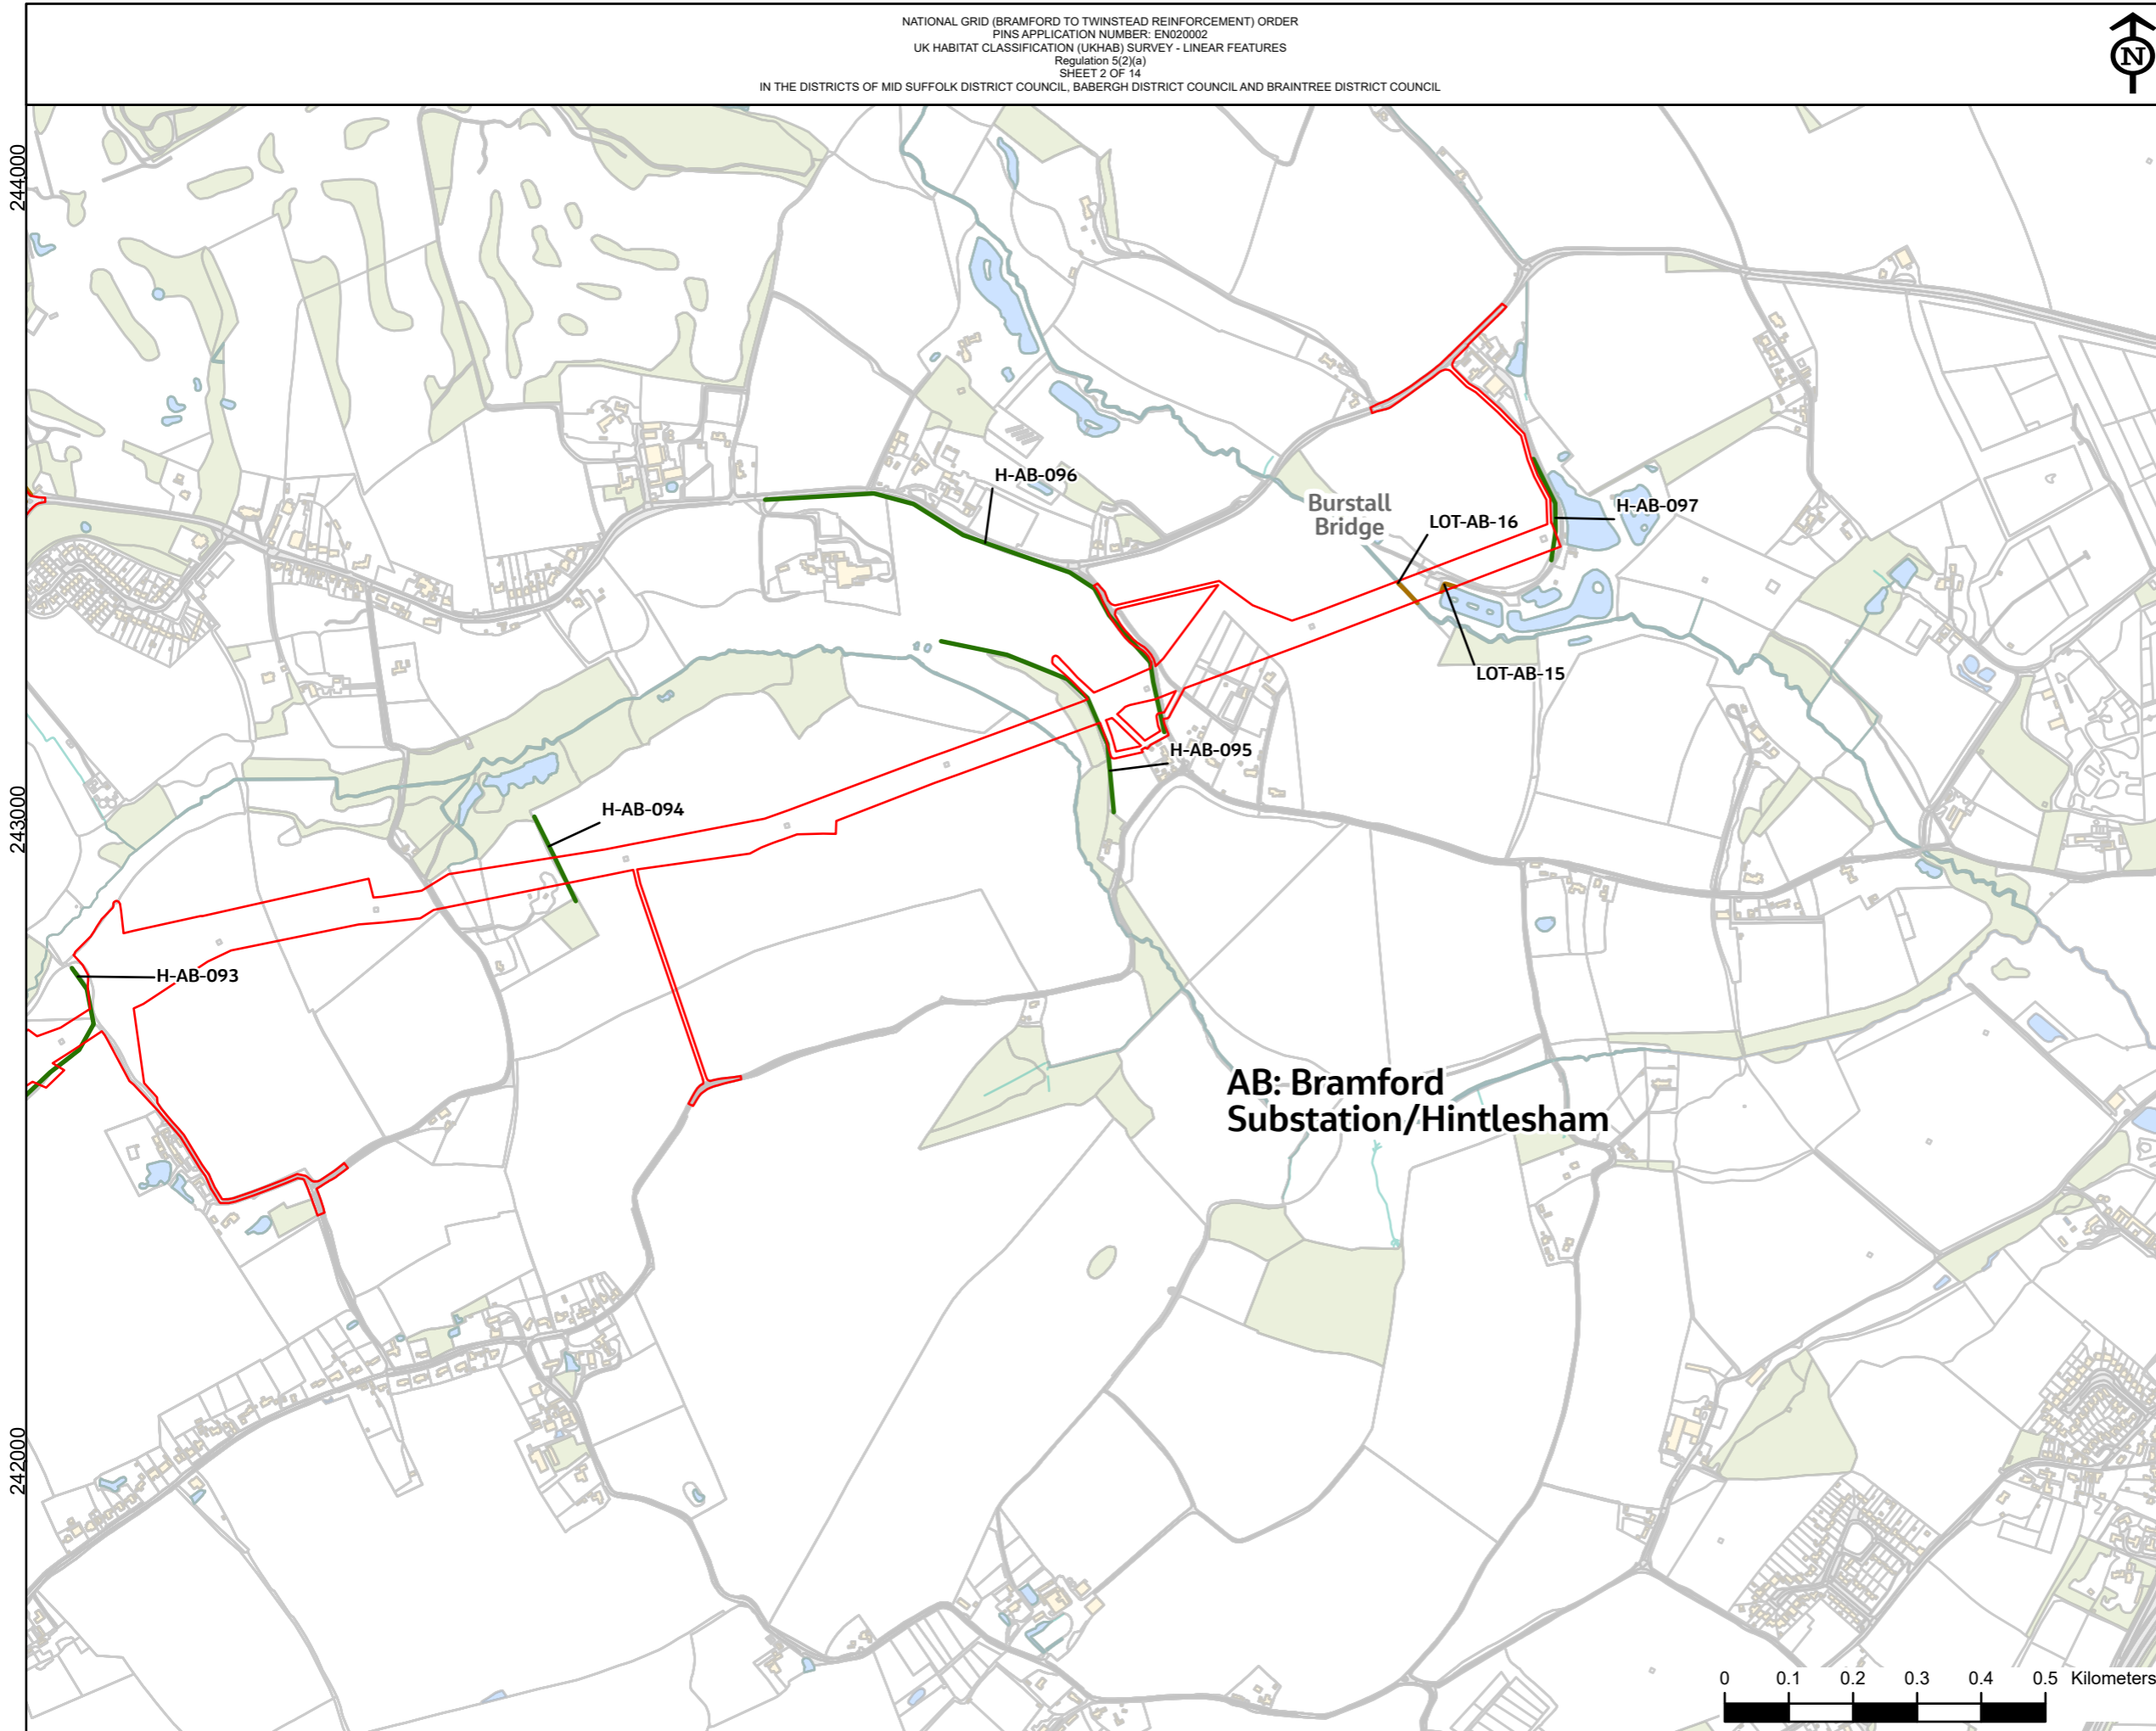 NATIONAL GRID (BRAMFORD TO TWINSTEAD REINFORCEMENT) ORDER
PINS APPLICATION NUMBER: EN020002
UK HABITAT CLASSIFICATION (UKHAB) SURVEY - LINEAR FEATURES
Regulation 5(2)(a)
SHEET 2 OF 14
IN THE DISTRICTS OF MID SUFFOLK DISTRICT COUNCIL, BABERGH DISTRICT COUNCIL AND BRAINTREE DISTRICT COUNCIL
N
244000
H-AB-096
Burstall
Bridge
H-AB-097
LOT-AB-16
LOT-AB-15
H-AB-095
243000
H-AB-094
H-AB-093
AB: Bramford
Substation/Hintlesham
242000
0 0.1 0.2 0.3 0.4 0.5 Kilometers